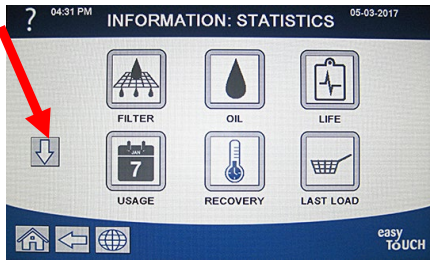 ?
04:31 PM
INFORMATION: STATISTICS
05-03-2017
FILTER
OIL
LIFE
JAN
7
USAGE
RECOVERY
LAST LOAD
easy
TOUCH